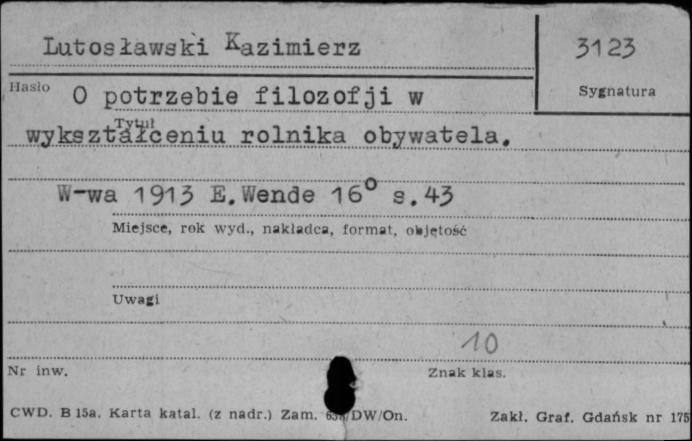 Lutosławski Kazimierz
3123
Hasło
Sygnatura
O potrzebie filozofji w
Tytuł
wykształceniu rolnika obywatela.
W-wa 1913 E.Wende 16° s.43
Miejsce, rok wyd., nakładca, format, objętość
Uwagi
10
Nr inw.
Znak klas.
CWD. B 15a. Karta katal. (z nadr.) Zam. DW/On.
Zakł. Graf. Gdańsk nr 175